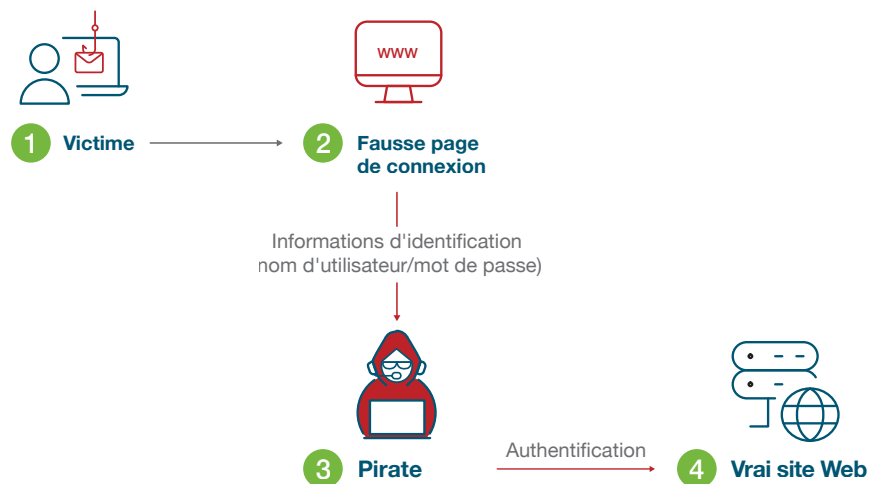 www
1 Victime
2 Fausse page
de connexion
Informations d'identification
nom d'utilisateur/mot de passe)
3 Pirate
Authentification
4 Vrai site Web